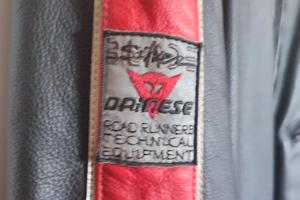 DAINESE
ROAD RUNNERS
TECHNICAL
EQUIPMENT